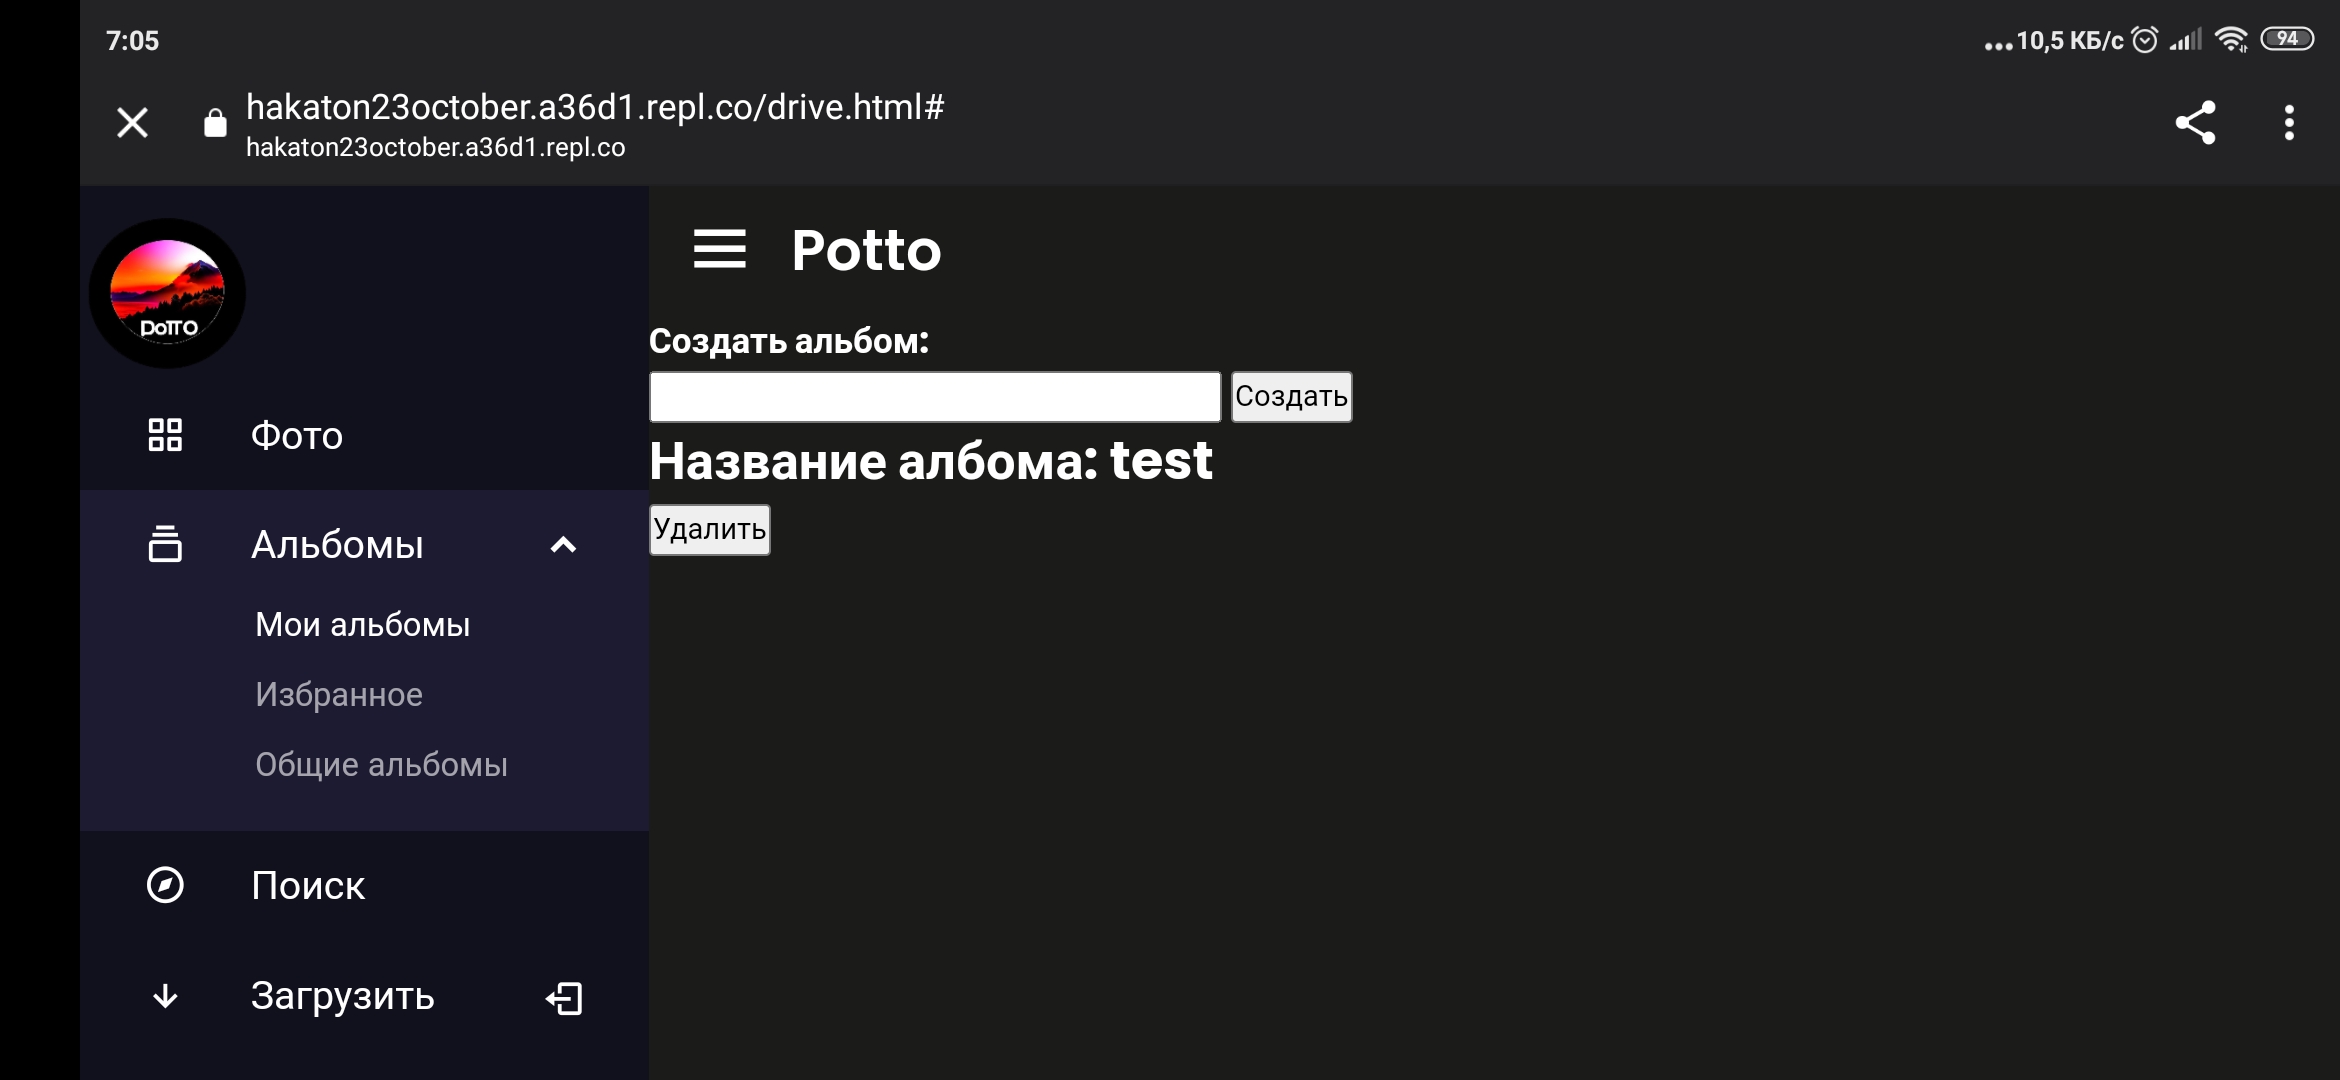 7:05
...10,5 КБ/с
94
hakaton23october.a36d1.repl.co/drive.html#
hakaton23october.a36d1.repl.co
PoTTO
Фото
Альбомы
Мои альбомы
Избранное
Общие альбомы
Поиск
Загрузить
Potto
Создать альбом:
Создать
Название албома: test
Удалить